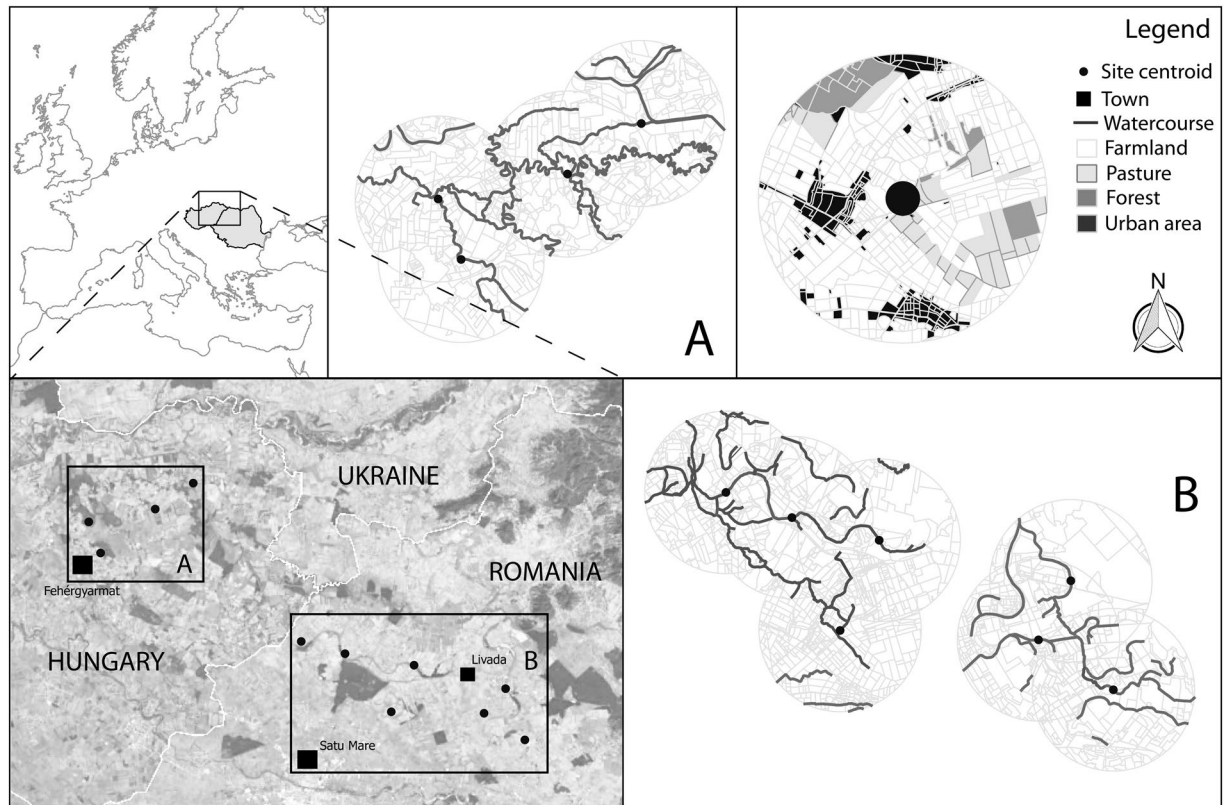 Legend
Site centroid
Town
Watercourse
Farmland
Pasture
Forest
Urban area
N
A
UKRAINE
A
Fehérgyarmat
ROMANIA
HUNGARY
B
Livada
Satu Mare
B